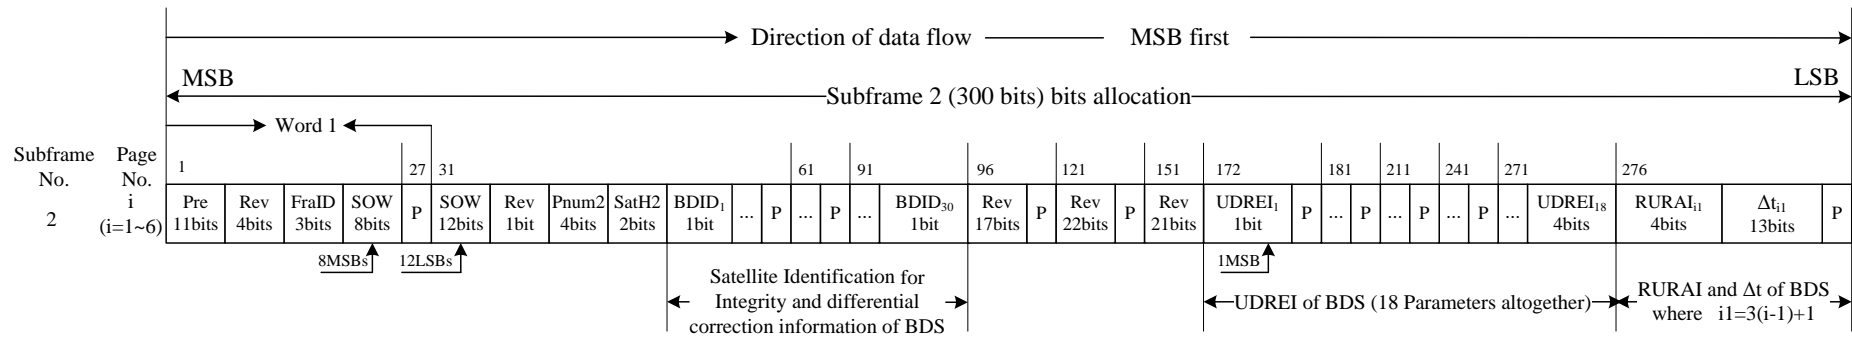 Direction of data flow MSB first
MSB LSB
Subframe 2 (300 bits) bits allocation
Word 1
Subframe No. Page No. i (i=1~6)
1 27 31 61 91 96 121 151 172 181 211 241 271 276
2
Pre 11bits
Rev 4bits
FraID 3bits
SOW 8bits
P
SOW 12bits
Rev 1bit
Pnum2 4bits
SatH2 2bits
BDID₁ 1bit
...
P
...
P
...
BDID₃₀ 1bit
Rev 17bits
P
Rev 22bits
P
Rev 21bits
UDREI₁ 1bit
P
...
P
...
P
...
P
...
UDREI₁₈ 4bits
RURAIᵢ₁ 4bits
Δtᵢ₁ 13bits
P
8MSBs 12LSBs 1MSB
Satellite Identification for
Integrity and differential
correction information of BDS
UDREI of BDS (18 Parameters altogether)
RURAI and Δt of BDS
where i1=3(i-1)+1